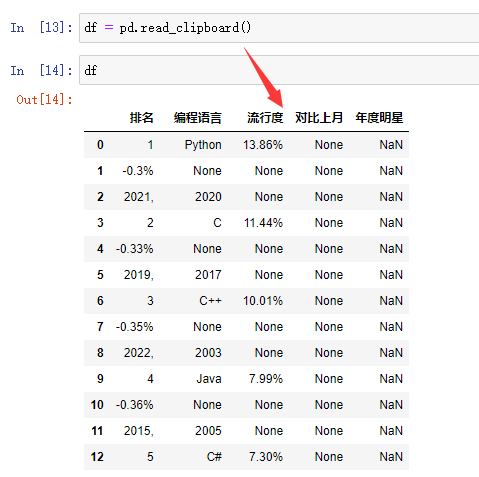 In [13]: df = pd.read_clipboard()
In [14]: df
Out[14]:
排名 编程语言 流行度 对比上月 年度明星
0 1 Python 13.86% None NaN
1 -0.3% None None None NaN
2 2021, 2020 None None NaN
3 2 C 11.44% None NaN
4 -0.33% None None None NaN
5 2019, 2017 None None NaN
6 3 C++ 10.01% None NaN
7 -0.35% None None None NaN
8 2022, 2003 None None NaN
9 4 Java 7.99% None NaN
10 -0.36% None None None NaN
11 2015, 2005 None None NaN
12 5 C# 7.30% None NaN